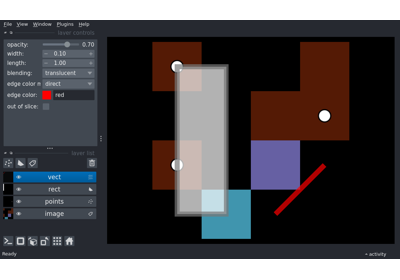 File View Window Plugins Help
layer controls
opacity: 0.70
width: 0.10
length: 1.00
blending: translucent
edge color m direct
edge color: red
out of slice:
layer list
vect
rect
points
image
Ready
activity